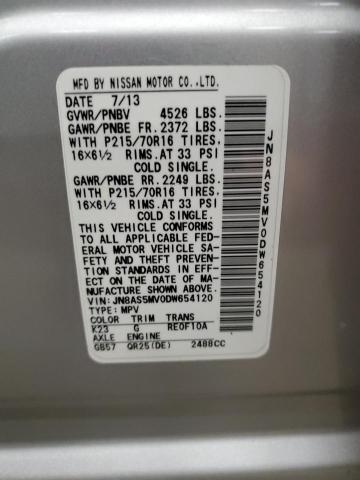 MFD BY NISSAN MOTOR CO.,LTD.
DATE 7/13
GVWR/PNBV 4526 LBS.
GAWR/PNBE FR. 2372 LBS.
WITH P215/70R16 TIRES,
16X6½ RIMS.AT 33 PSI
COLD SINGLE.
GAWR/PNBE RR. 2249 LBS.
WITH P215/70R16 TIRES,
16X6½ RIMS.AT 33 PSI
COLD SINGLE.
THIS VEHICLE CONFORMS
TO ALL APPLICABLE FED-
ERAL MOTOR VEHICLE SA-
FETY AND THEFT PREVEN-
TION STANDARDS IN EFF-
ECT ON THE DATE OF MA-
NUFACTURE SHOWN ABOVE.
VIN: JN8AS5MV0DW654120
TYPE: MPV
COLOR TRIM TRANS
K23 G RE0F10A
AXLE ENGINE
GB57 QR25(DE) 2488CC
JN8AS5MV0DW654120